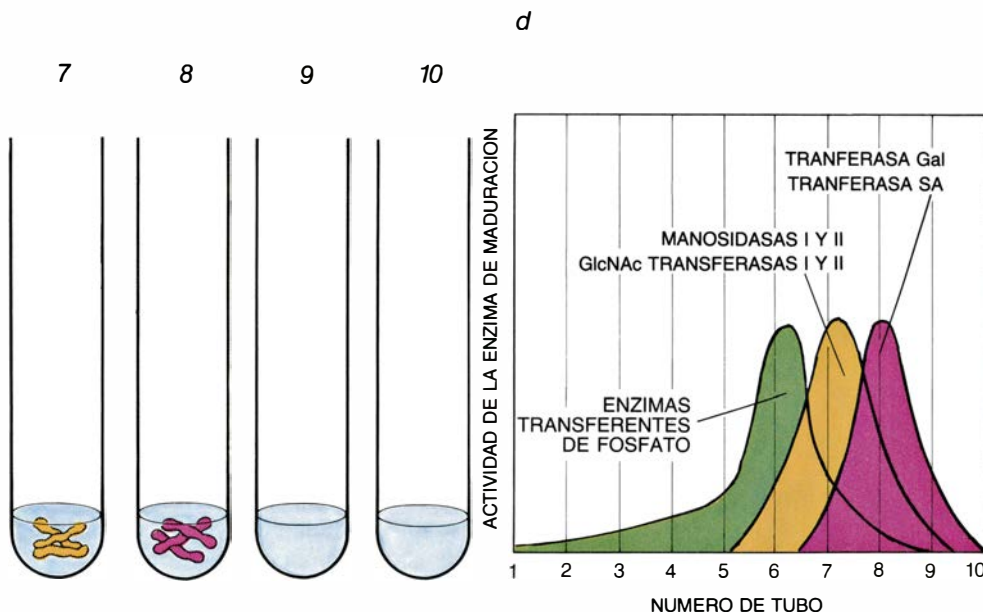 7
8
9
10
d
ACTIVIDAD DE LA ENZIMA DE MADURACION
TRANFERASA Gal
TRANFERASA SA
MANOSIDASAS I Y II
GlcNAc TRANSFERASAS I Y II
ENZIMAS
TRANSFERENTES
DE FOSFATO
1 2 3 4 5 6 7 8 9 10
NUMERO DE TUBO